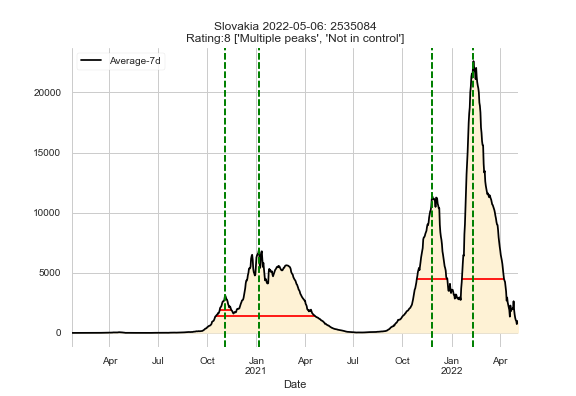 Slovakia 2022-05-06: 2535084
Rating:8 ['Multiple peaks', 'Not in control']
Average-7d
20000
15000
10000
5000
0
Apr Jul Oct Jan Apr Jul Oct Jan Apr
2021 2022
Date